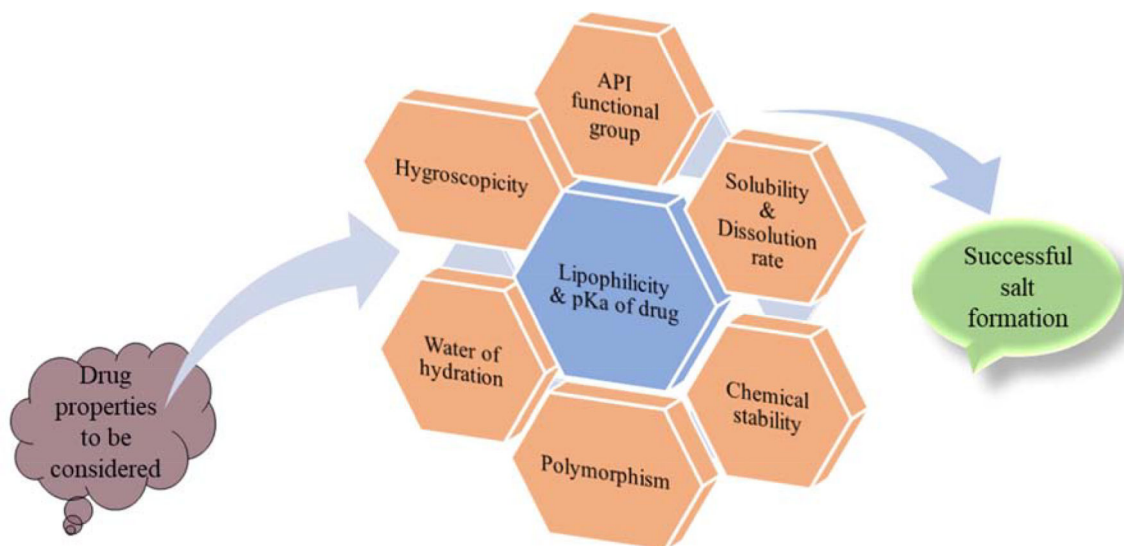 API
functional
group
Hygroscopicity
Solubility
&
Dissolution
rate
Lipophilicity
& pKa of drug
Successful
salt
formation
Water of
hydration
Chemical
stability
Polymorphism
Drug
properties
to be
considered